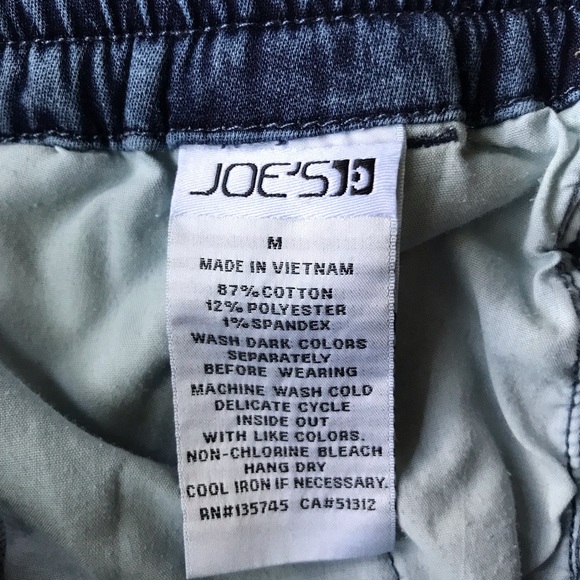 JOE'S
M
MADE IN VIETNAM
87% COTTON
12% POLYESTER
1% SPANDEX
WASH DARK COLORS
SEPARATELY
BEFORE WEARING
MACHINE WASH COLD
DELICATE CYCLE
INSIDE OUT
WITH LIKE COLORS.
NON-CHLORINE BLEACH
HANG DRY
COOL IRON IF NECESSARY.
RN#135745 CA#51312